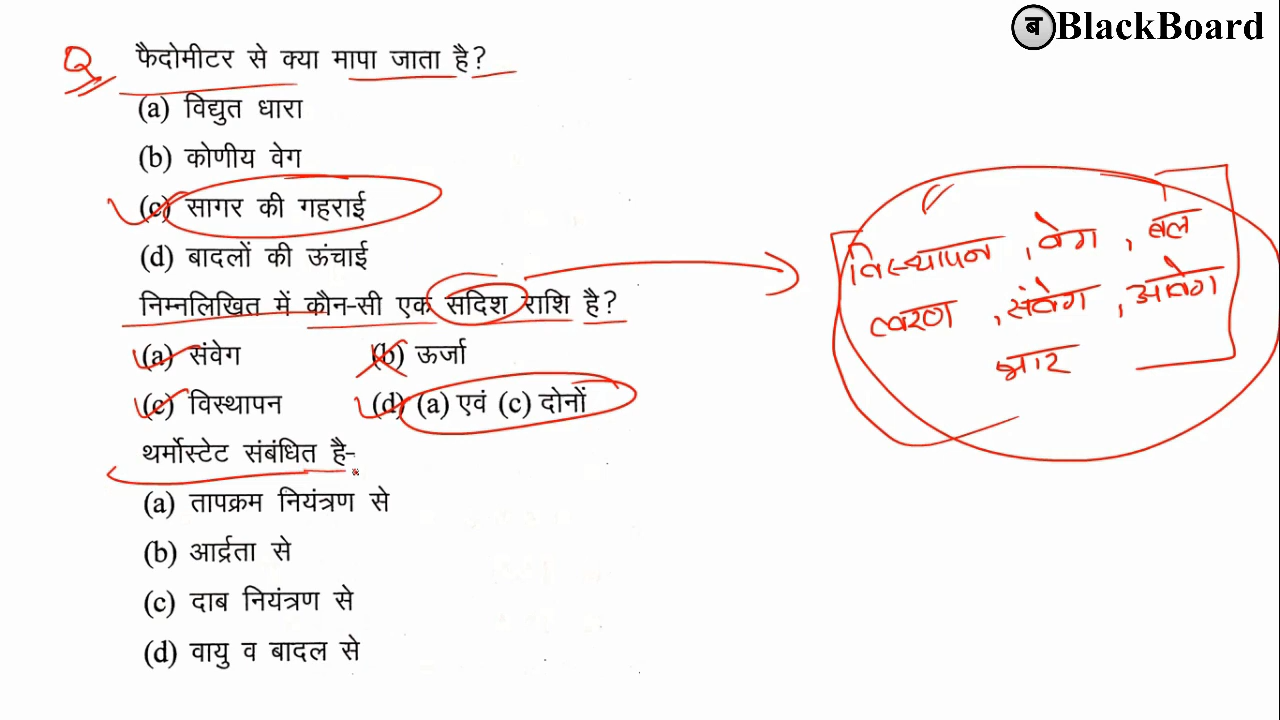 ब BlackBoard
Q फैदोमीटर से क्या मापा जाता है?
(a) विद्युत धारा
(b) कोणीय वेग
(c) सागर की गहराई
(d) बादलों की ऊंचाई
निम्नलिखित में कौन-सी एक सदिश राशि है?
(a) संवेग (b) ऊर्जा
(c) विस्थापन (d) (a) एवं (c) दोनों
थर्मोस्टेट संबंधित है-
(a) तापक्रम नियंत्रण से
(b) आर्द्रता से
(c) दाब नियंत्रण से
(d) वायु व बादल से
विस्थापन, वेग, बल
त्वरण, संवेग, आवेग
भार